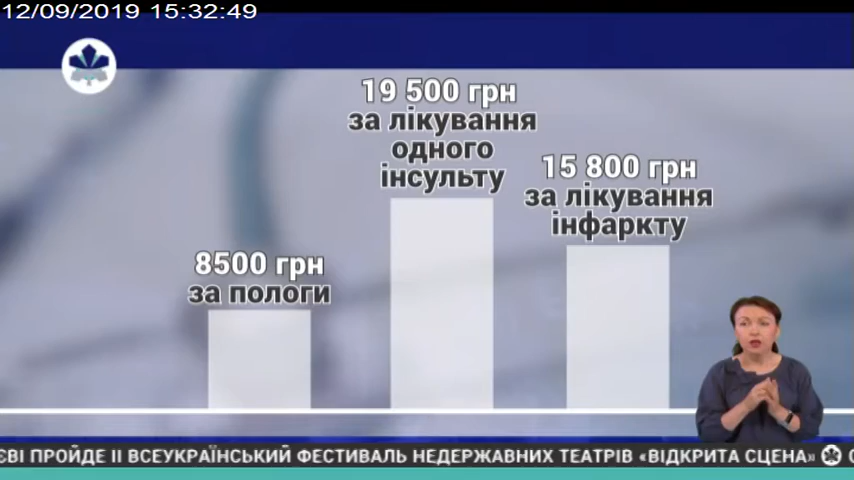 12/09/2019 15:32:49
19 500 грн
за лікування
одного
інсульту
15 800 грн
за лікування
інфаркту
8500 грн
за пологи
ЄВІ ПРОЙДЕ ІІ ВСЕУКРАЇНСЬКИЙ ФЕСТИВАЛЬ НЕДЕРЖАВНИХ ТЕАТРІВ «ВІДКРИТА СЦЕНА»